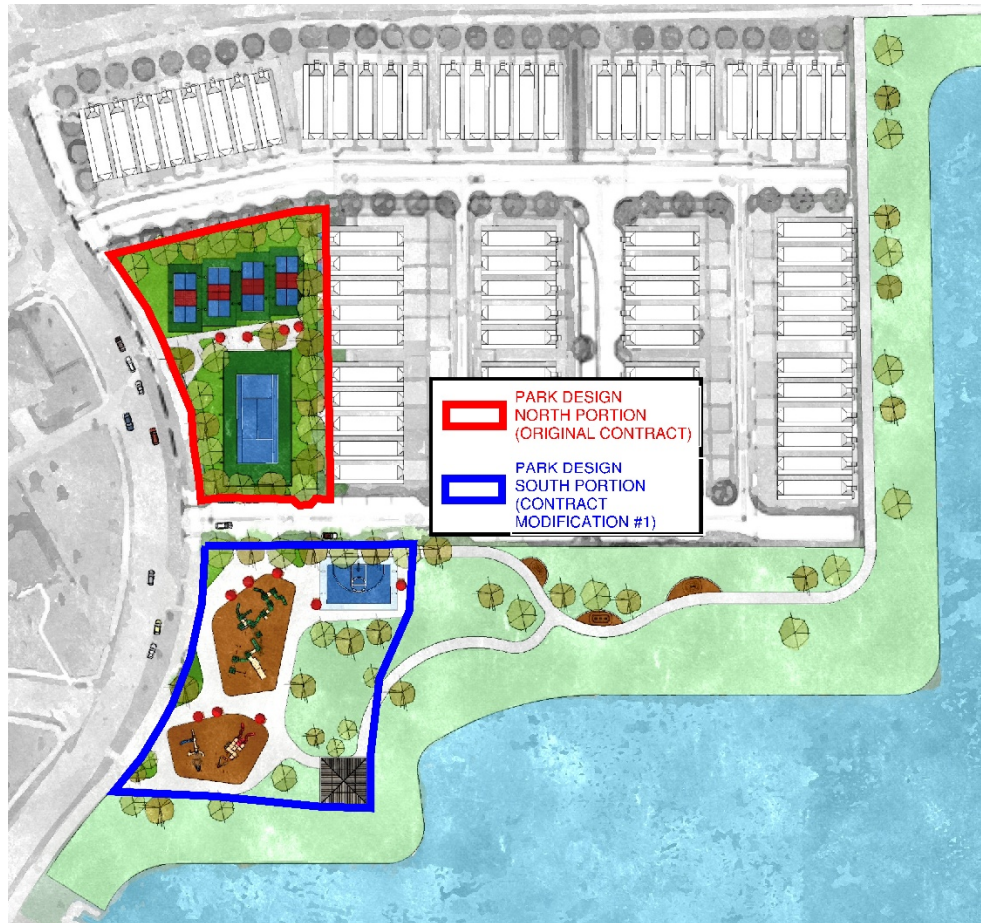 PARK DESIGN
NORTH PORTION
(ORIGINAL CONTRACT)
PARK DESIGN
SOUTH PORTION
(CONTRACT
MODIFICATION #1)